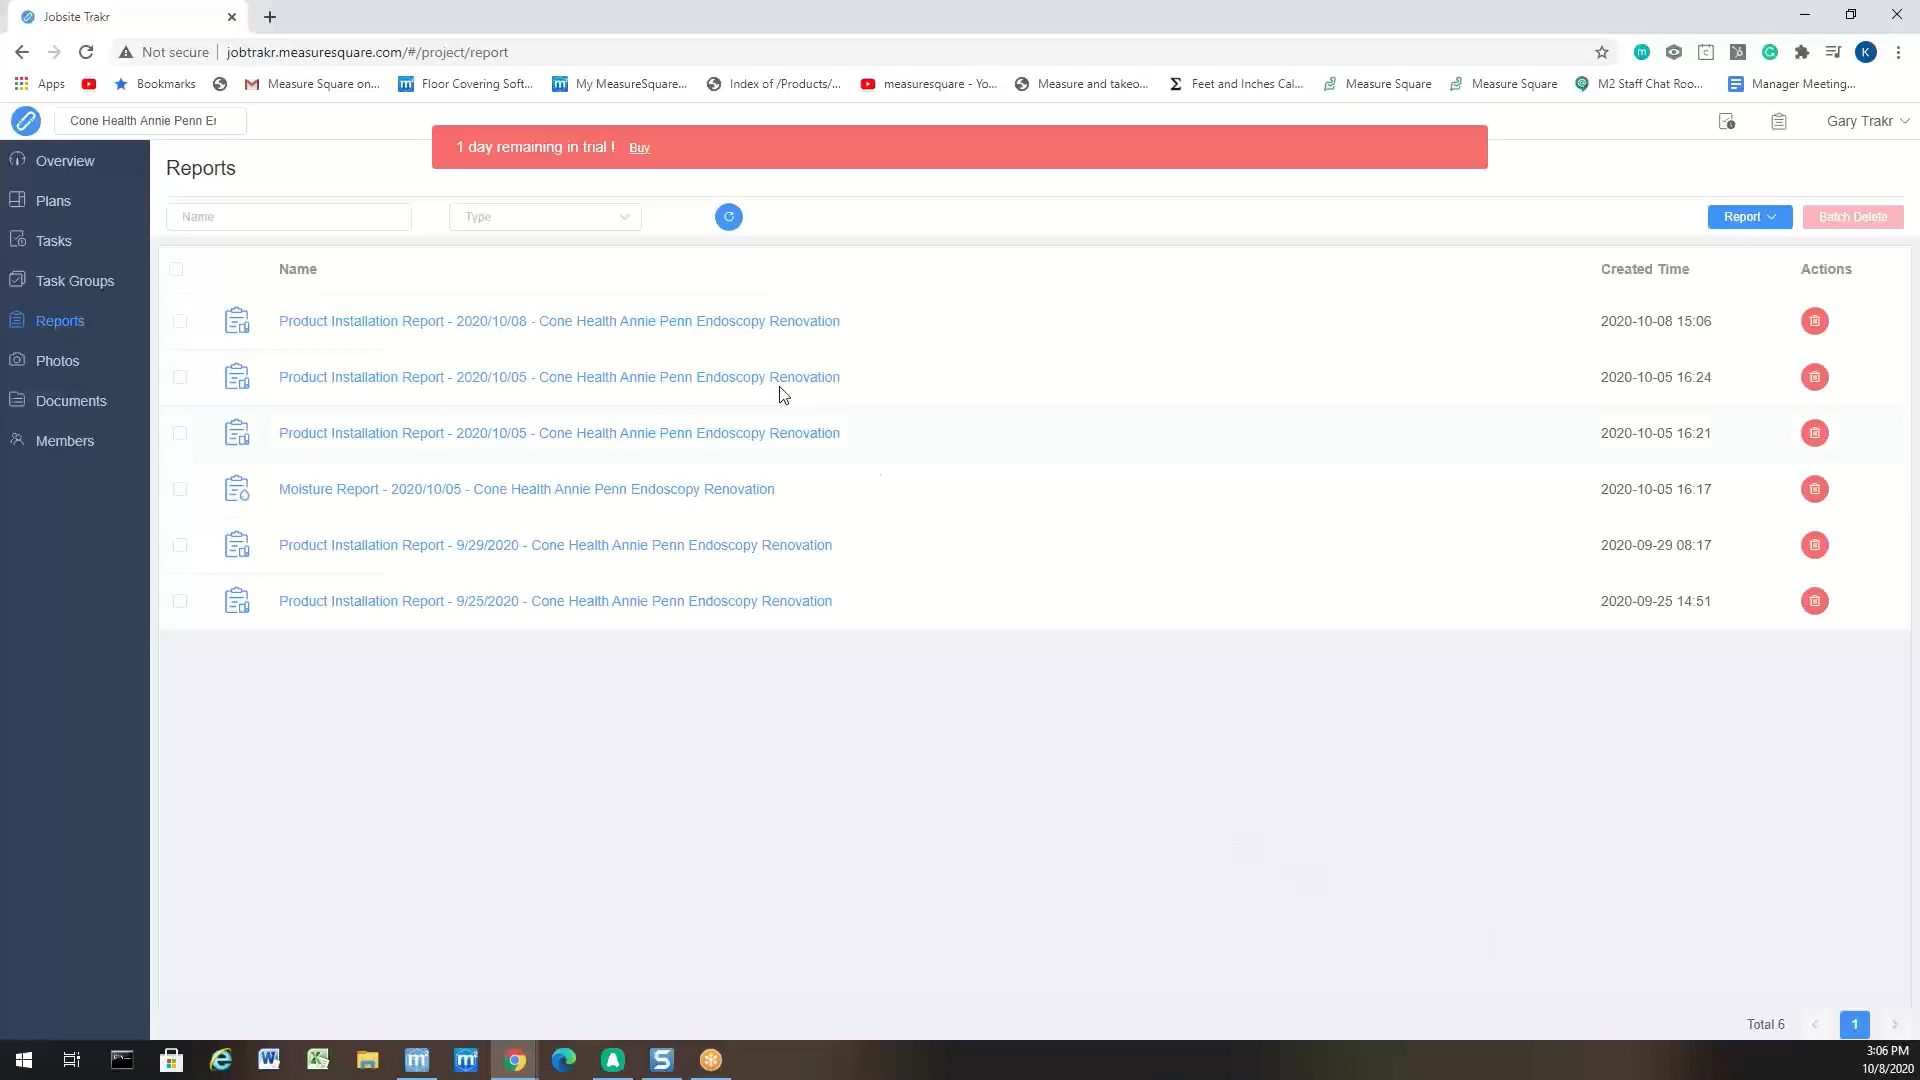 Jobsite Trakr
Not secure
jobtrakr.measuresquare.com/#/project/report
K
Apps
Bookmarks
Measure Square on...
Floor Covering Soft...
My MeasureSquare...
Index of /Products/...
measuresquare - Yo...
Measure and takeo...
Feet and Inches Cal...
Measure Square
Measure Square
M2 Staff Chat Roo...
Manager Meeting...
Cone Health Annie Penn Er
Gary Trakr
1 day remaining in trial ! Buy
Overview
Plans
Tasks
Task Groups
Reports
Photos
Documents
Members
Reports
Name
Type
Report
Batch Delete
Name
Created Time
Actions
Product Installation Report - 2020/10/08 - Cone Health Annie Penn Endoscopy Renovation
2020-10-08 15:06
Product Installation Report - 2020/10/05 - Cone Health Annie Penn Endoscopy Renovation
2020-10-05 16:24
Product Installation Report - 2020/10/05 - Cone Health Annie Penn Endoscopy Renovation
2020-10-05 16:21
Moisture Report - 2020/10/05 - Cone Health Annie Penn Endoscopy Renovation
2020-10-05 16:17
Product Installation Report - 9/29/2020 - Cone Health Annie Penn Endoscopy Renovation
2020-09-29 08:17
Product Installation Report - 9/25/2020 - Cone Health Annie Penn Endoscopy Renovation
2020-09-25 14:51
Total 6
1
3:06 PM
10/8/2020